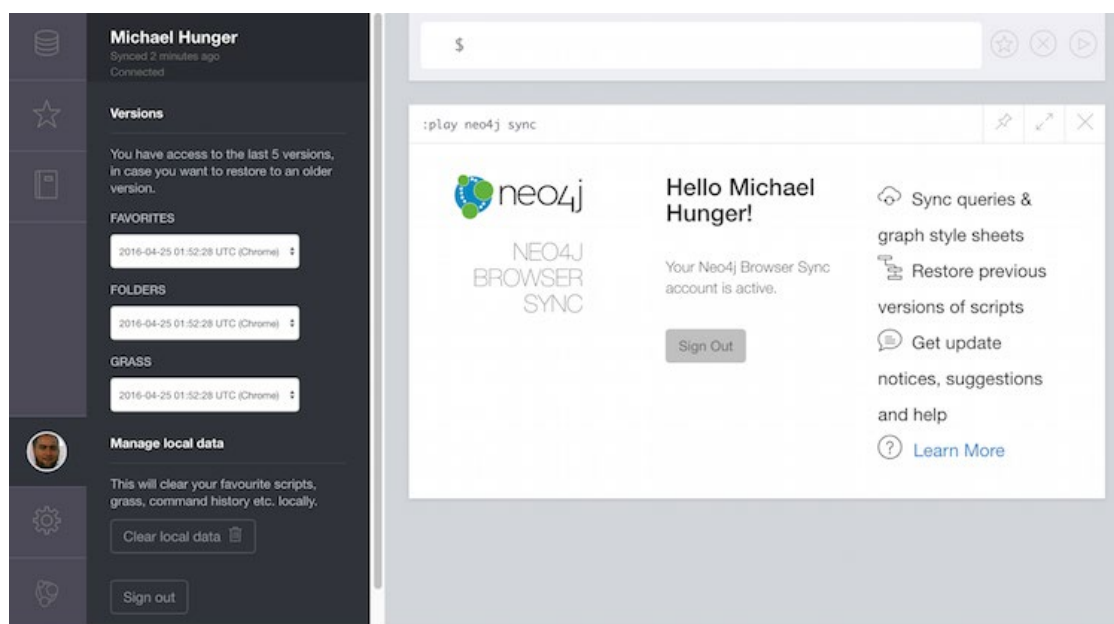 Michael Hunger
Synced 2 minutes ago
Connected
Versions
You have access to the last 5 versions,
in case you want to restore to an older
version.
FAVORITES
2016-04-25 01:52:28 UTC (Chrome)
FOLDERS
2016-04-25 01:52:28 UTC (Chrome)
GRASS
2016-04-25 01:52:28 UTC (Chrome)
Manage local data
This will clear your favourite scripts,
grass, command history etc. locally.
Clear local data
Sign out
$
:play neo4j sync
neo4j
NEO4J
BROWSER
SYNC
Hello Michael
Hunger!
Your Neo4j Browser Sync
account is active.
Sign Out
Sync queries &
graph style sheets
Restore previous
versions of scripts
Get update
notices, suggestions
and help
Learn More